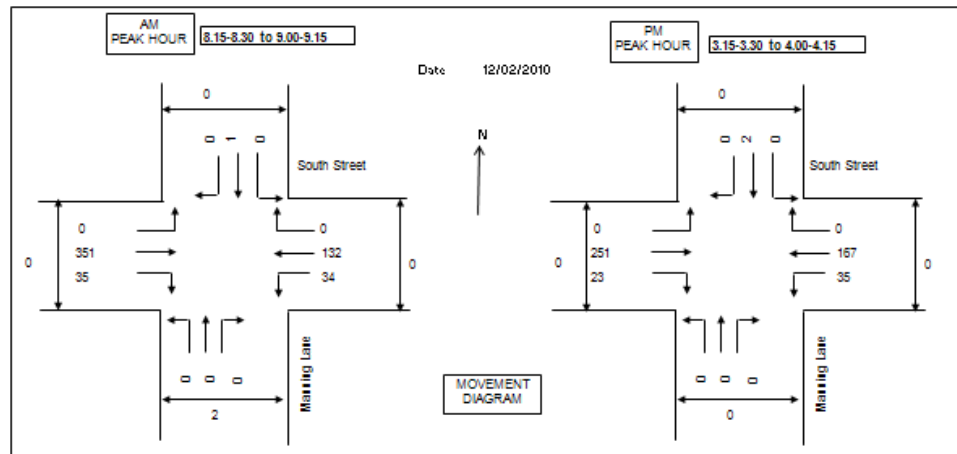 AM
PEAK HOUR
8.15-8.30 to 9.00-9.15
PM
PEAK HOUR
3.15-3.30 to 4.00-4.15
Date 12/02/2010
0
0 1 0
South Street
0
351
35
0
0
132
34
0
0 0 0
2
Manning Lane
N
MOVEMENT
DIAGRAM
0
0 2 0
South Street
0
251
23
0
0
167
35
0
0 0 0
0
Manning Lane